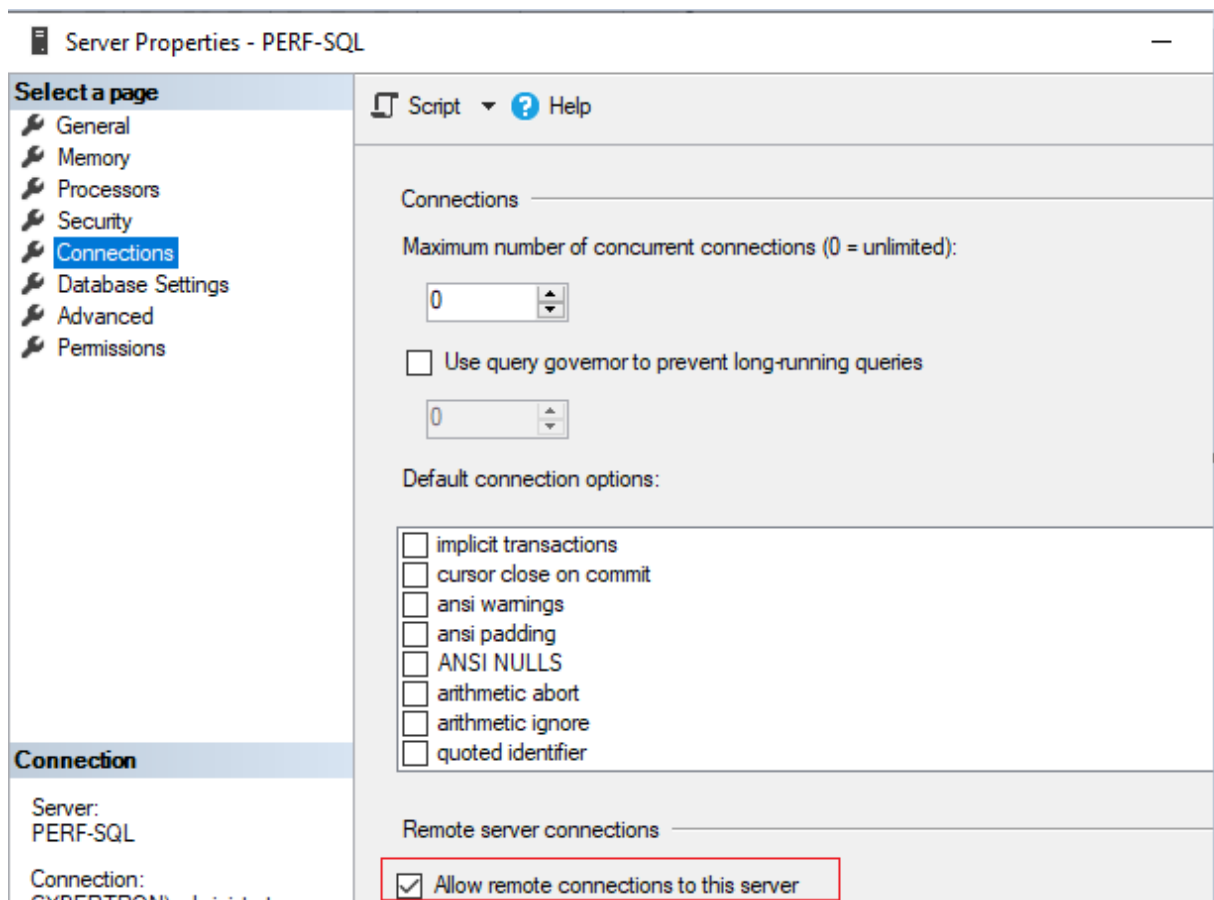 Server Properties - PERF-SQL
Select a page
General
Memory
Processors
Security
Connections
Database Settings
Advanced
Permissions
Script
Help
Connections
Maximum number of concurrent connections (0 = unlimited):
0
Use query governor to prevent long-running queries
0
Default connection options:
implicit transactions
cursor close on commit
ansi warnings
ansi padding
ANSI NULLS
arithmetic abort
arithmetic ignore
quoted identifier
Remote server connections
Allow remote connections to this server
Connection
Server:
PERF-SQL
Connection: